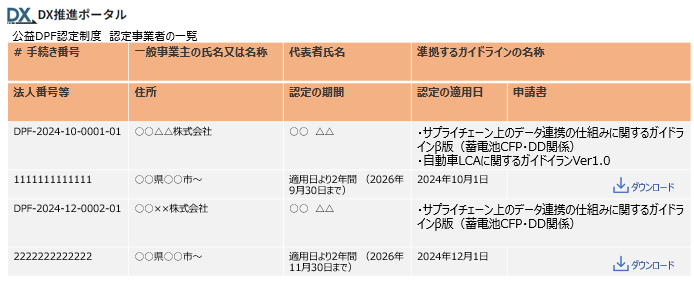 DX DX推進ポータル
公益DPF認定制度 認定事業者の一覧
# 手続き番号 一般事業主の氏名又は名称 代表者氏名 準拠するガイドラインの名称
法人番号等 住所 認定の期間 認定の適用日 申請書
DPF-2024-10-0001-01 ○○△△株式会社 ○○ △△ ・サプライチェーン上のデータ連携の仕組みに関するガイドラ
インβ版（蓄電池CFP・DD関係）
・自動車LCAに関するガイドイランVer1.0
1111111111111 ○○県○○市～ 適用日より2年間 （2026年
9月30日まで） 2024年10月1日 ダウンロード
DPF-2024-12-0002-01 ○○××株式会社 ○○ △△ ・サプライチェーン上のデータ連携の仕組みに関するガイドラ
インβ版（蓄電池CFP・DD関係）
2222222222222 ○○県○○市～ 適用日より2年間 （2026年
11月30日まで） 2024年12月1日 ダウンロード